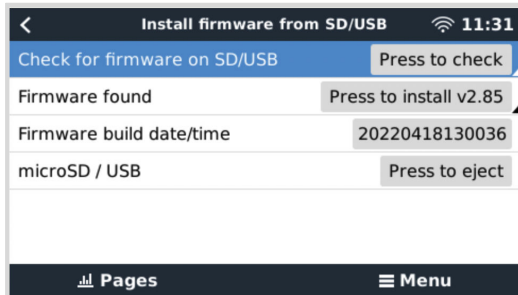 Install firmware from SD/USB 11:31
Check for firmware on SD/USB Press to check
Firmware found Press to install v2.85
Firmware build date/time 20220418130036
microSD / USB Press to eject
Pages Menu